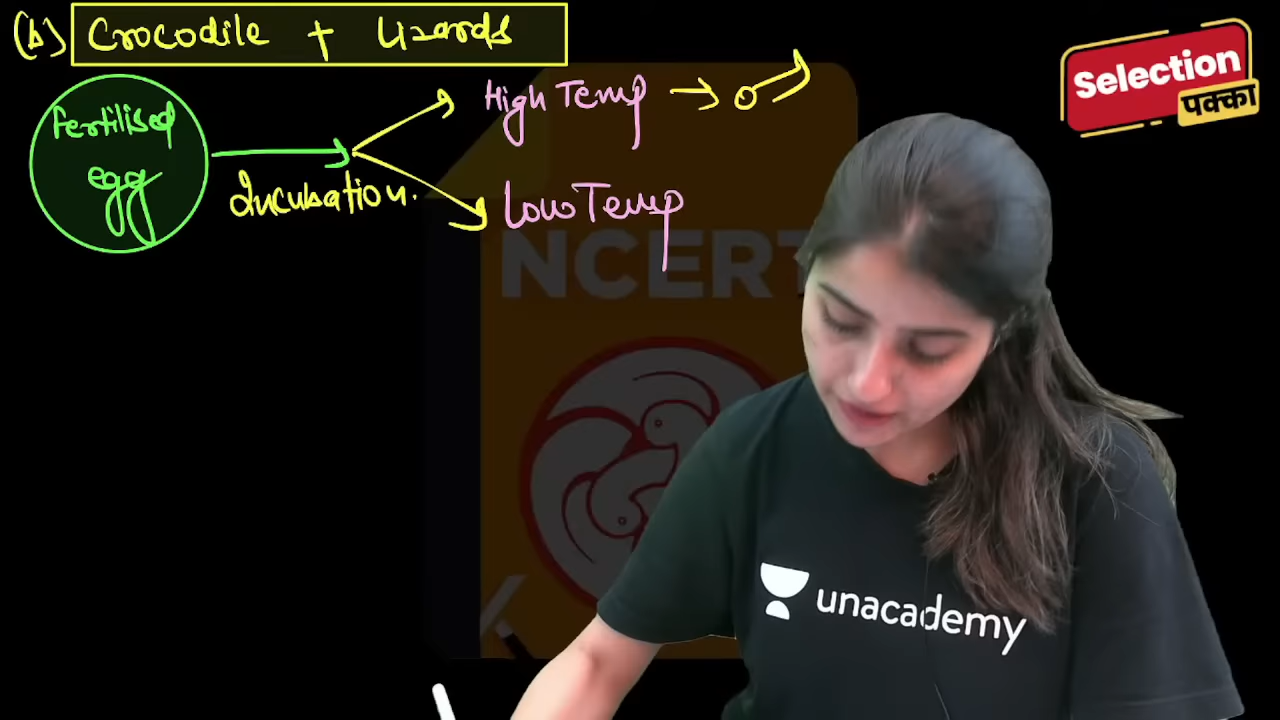 (b) Crocodile + Lizards
Fertilised
egg
Incubation.
High Temp → ♂
Low Temp
NCERT
Selection
पक्का
unacademy